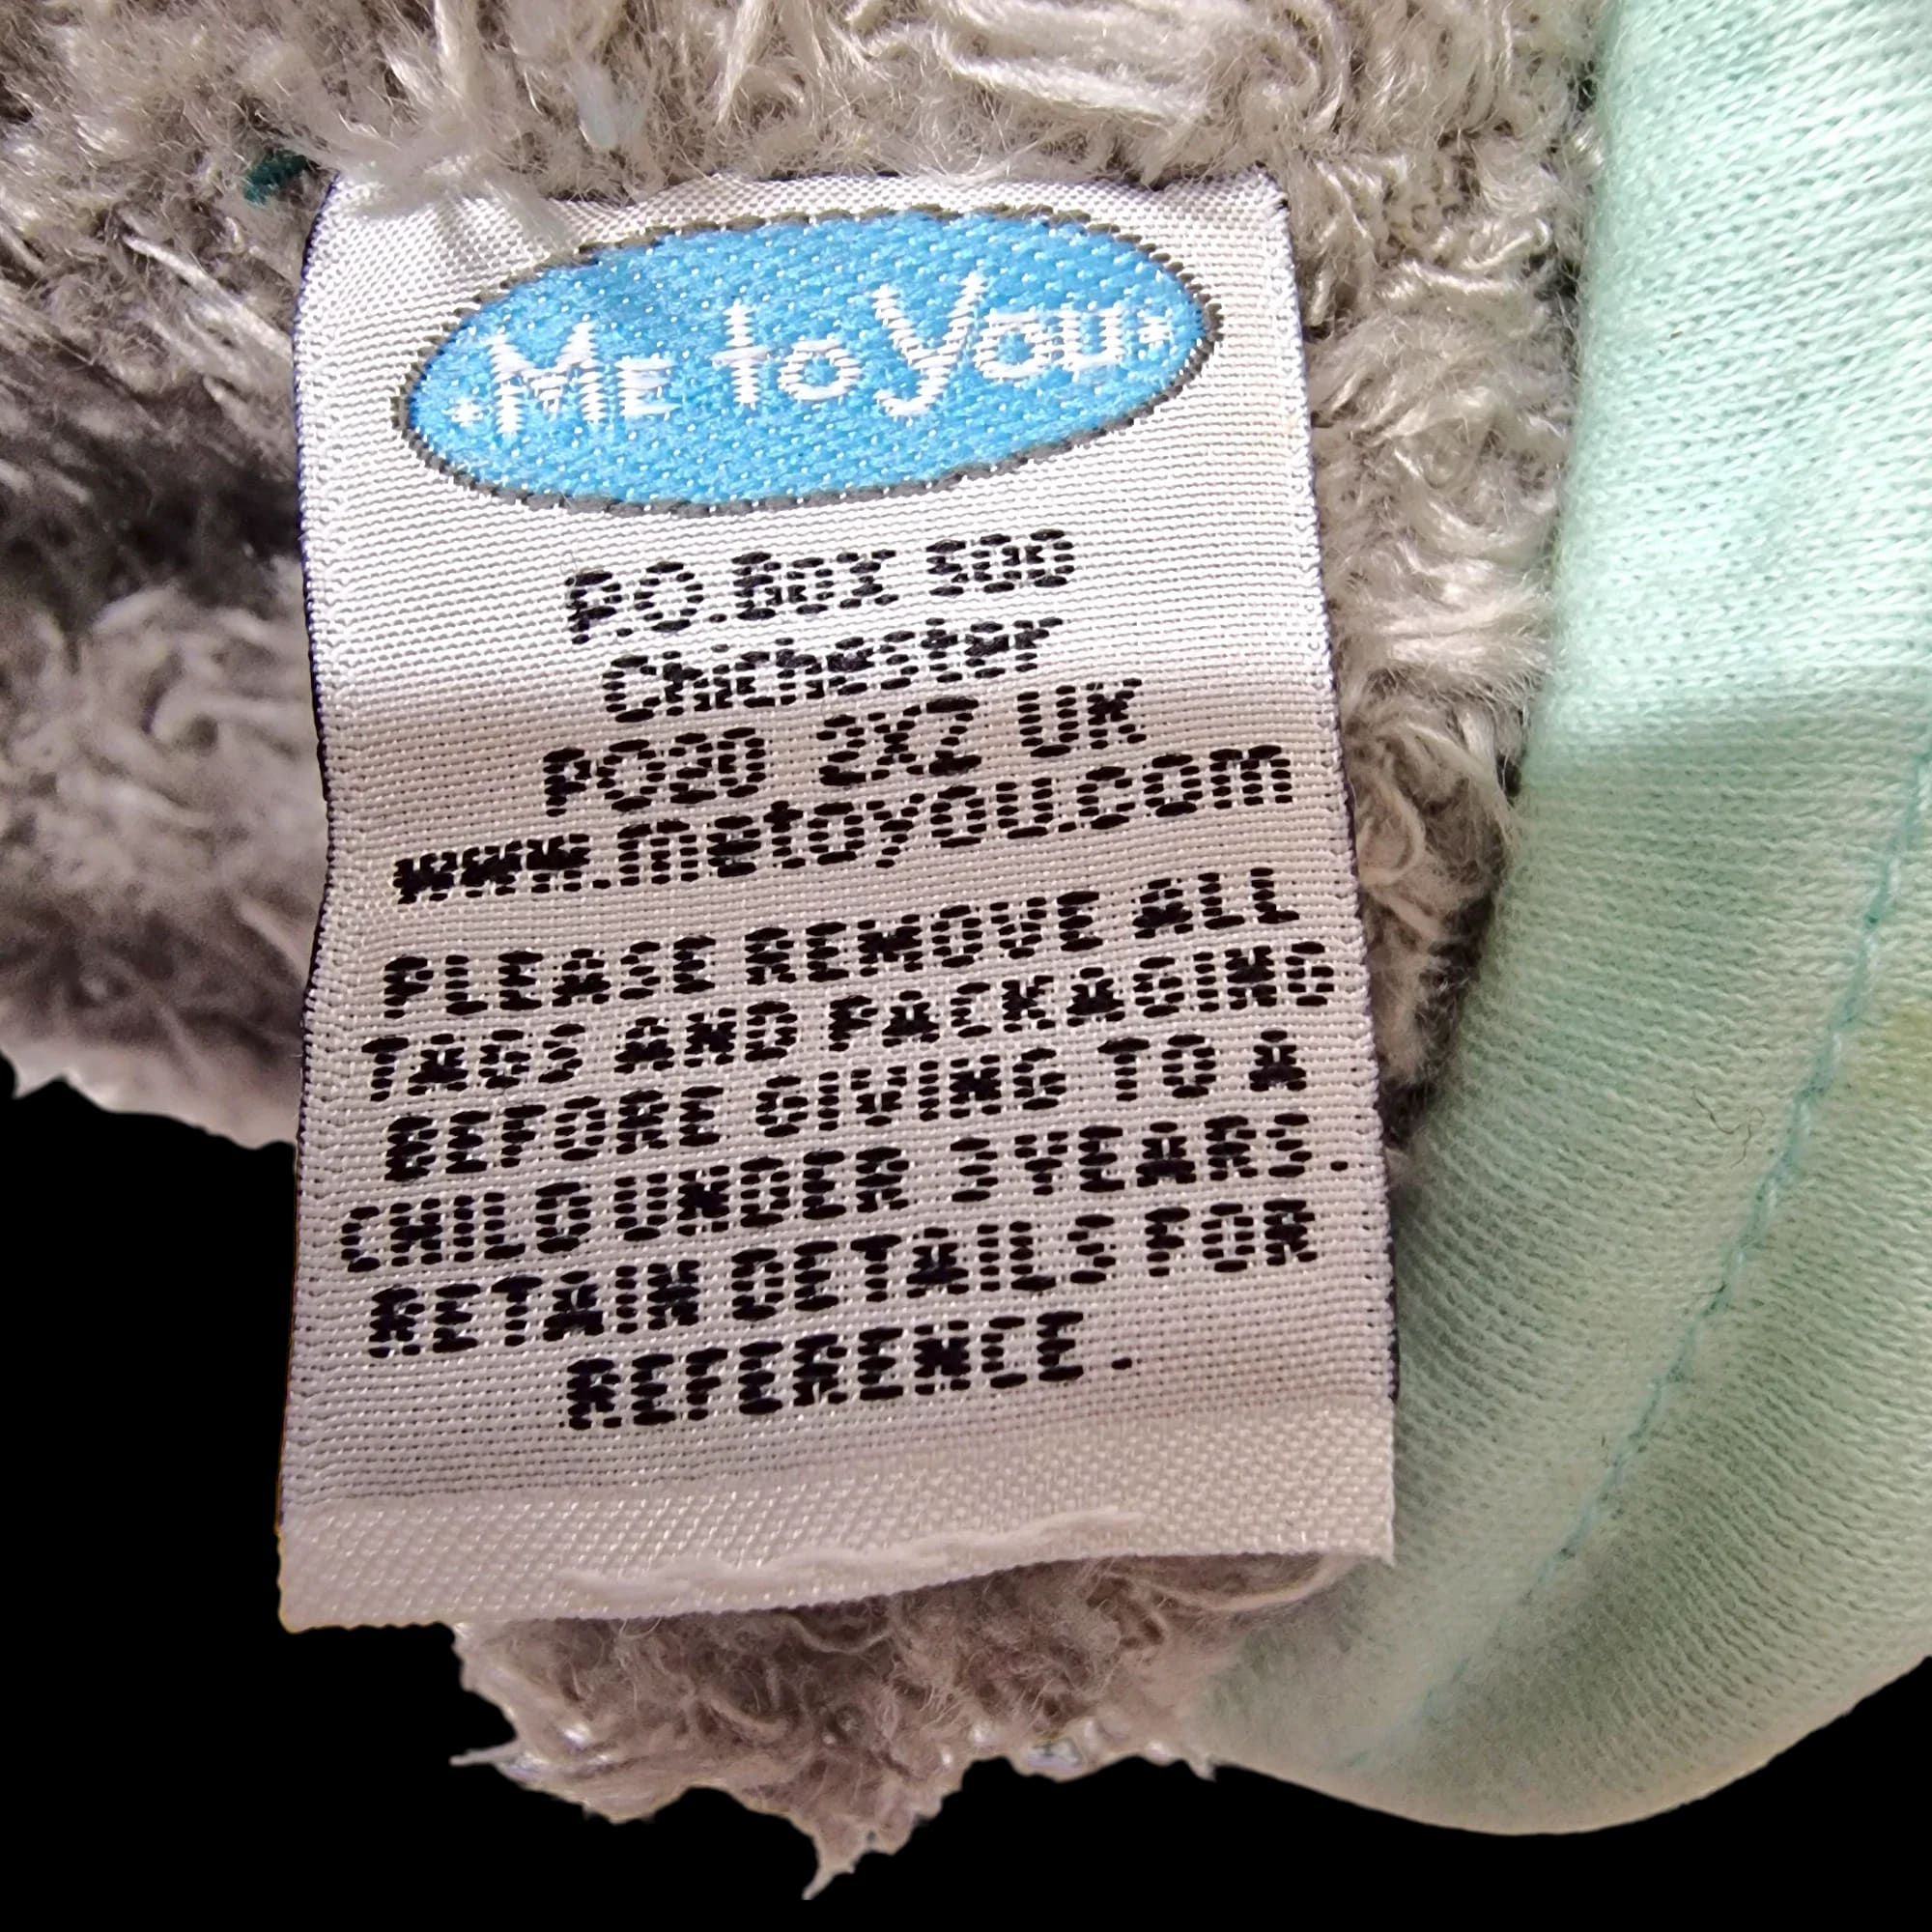 Me to You
P.O.Box 500
Chichester
PO20 2XZ UK
www.metoyou.com
PLEASE REMOVE ALL
TAGS AND PACKAGING
BEFORE GIVING TO A
CHILD UNDER 3 YEARS.
RETAIN DETAILS FOR
REFERENCE.